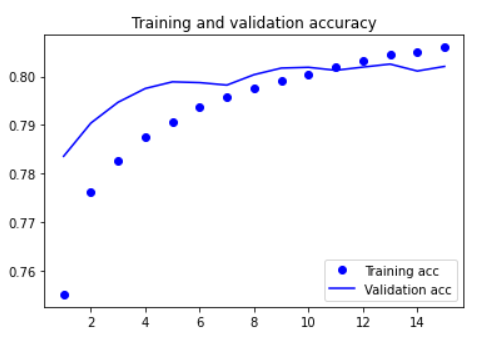 Training and validation accuracy
0.80
0.79
0.78
0.77
0.76
Training acc
Validation acc
2 4 6 8 10 12 14